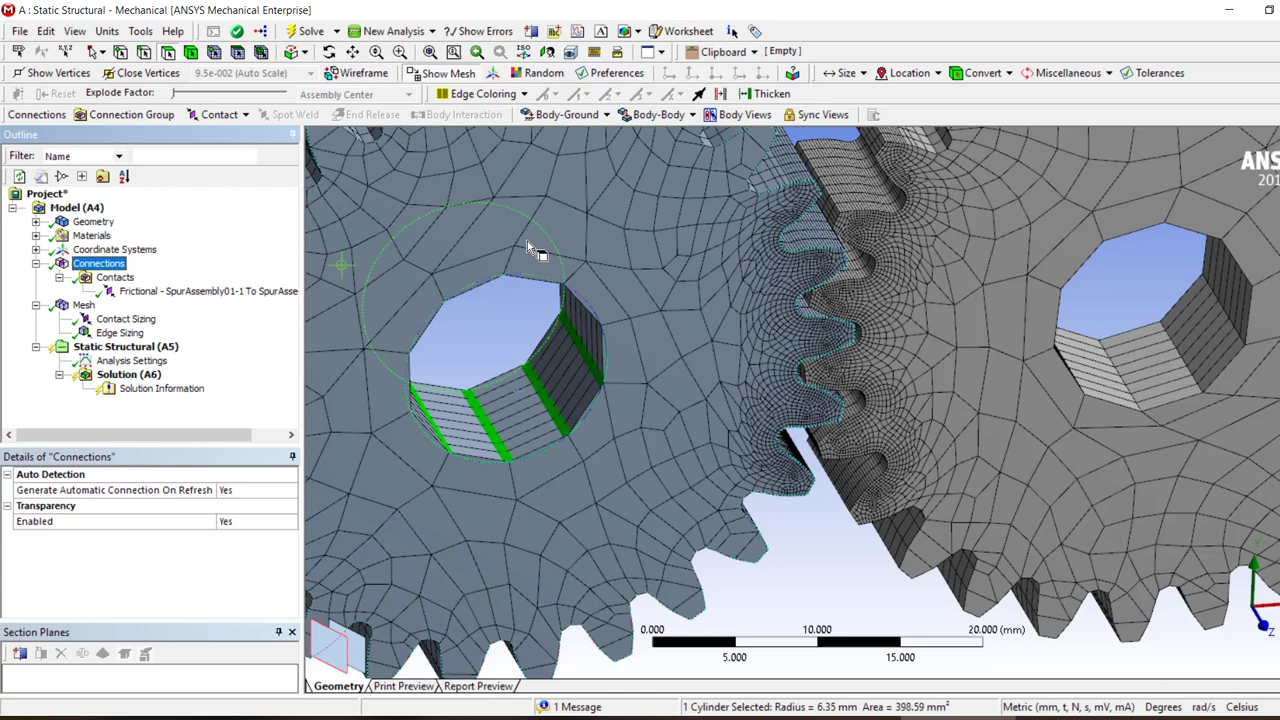 A : Static Structural - Mechanical [ANSYS Mechanical Enterprise]
File Edit View Units Tools Help Solve New Analysis Show Errors Worksheet
Clipboard [ Empty]
Show Vertices Close Vertices 9.5e-002 (Auto Scale) Wireframe Show Mesh Random Preferences Size Location Convert Miscellaneous Tolerances
Reset Explode Factor: Assembly Center Edge Coloring Thicken
Connections Connection Group Contact Spot Weld End Release Body Interaction Body-Ground Body-Body Body Views Sync Views
Outline
Filter: Name
Project*
Model (A4)
Geometry
Materials
Coordinate Systems
Connections
Contacts
Frictional - SpurAssembly01-1 To SpurAsse
Mesh
Contact Sizing
Edge Sizing
Static Structural (A5)
Analysis Settings
Solution (A6)
Solution Information
Details of "Connections"
Auto Detection
Generate Automatic Connection On Refresh Yes
Transparency
Enabled Yes
Section Planes
ANS
201
Y
Z
0.000 10.000 20.000 (mm)
5.000 15.000
Geometry Print Preview Report Preview
1 Message 1 Cylinder Selected: Radius = 6.35 mm Area = 398.59 mm² Metric (mm, t, N, s, mV, mA) Degrees rad/s Celsius